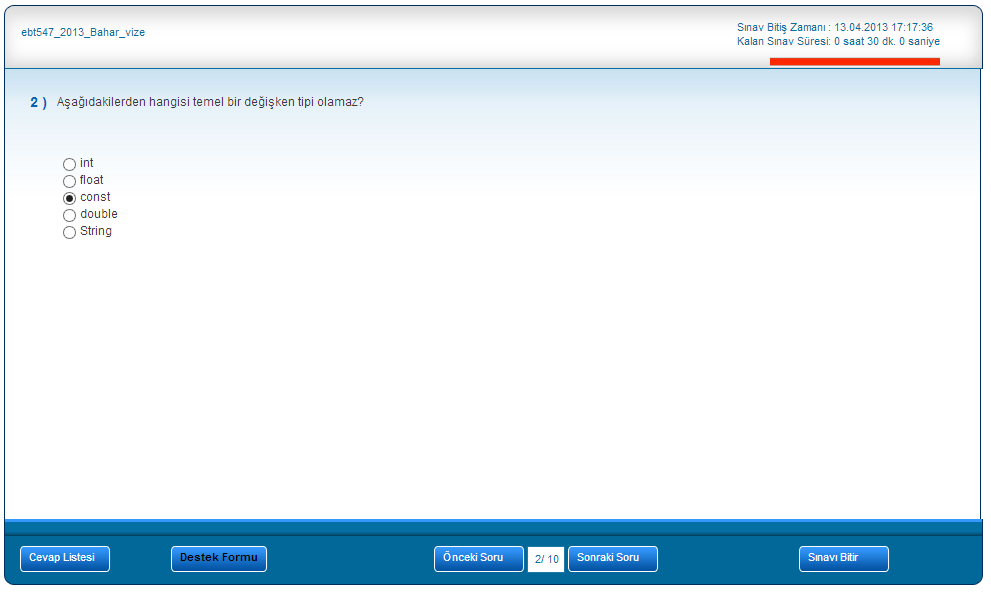 ebt547_2013_Bahar_vize
Sınav Bitiş Zamanı : 13.04.2013 17:17:36
Kalan Sınav Süresi: 0 saat 30 dk. 0 saniye
2 ) Aşağıdakilerden hangisi temel bir değişken tipi olamaz?
int
float
const
double
String
Cevap Listesi
Destek Formu
Önceki Soru
2/ 10
Sonraki Soru
Sınavı Bitir